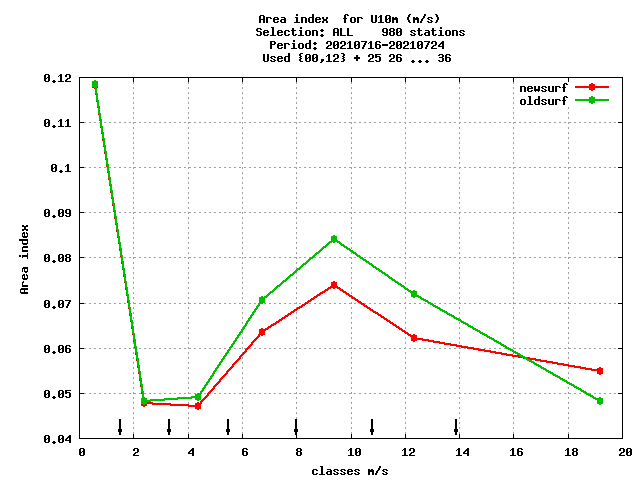 Area index  for U10m (m/s)
Selection: ALL    980 stations
Period: 20210716-20210724
Used {00,12} + 25 26 ... 36
newsurf
oldsurf
0.12
0.11
0.1
0.09
0.08
0.07
0.06
0.05
0.04
Area index
0 2 4 6 8 10 12 14 16 18 20
classes m/s